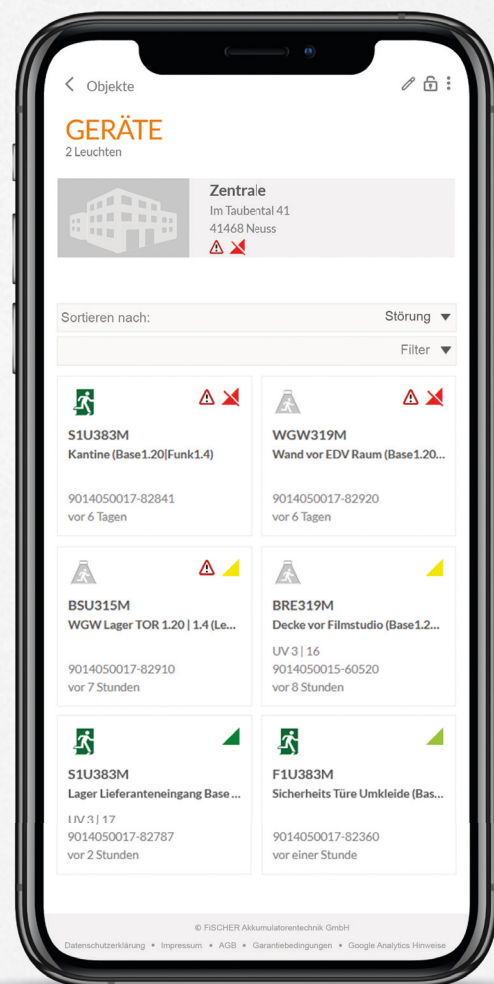 Objekte
GERÄTE
2 Leuchten
Zentrale
Im Taubental 41
41468 Neuss
Sortieren nach: Störung
Filter
S1U383M
Kantine (Base1.20|Funk1.4)
9014050017-82841
vor 6 Tagen
WGW319M
Wand vor EDV Raum (Base1.20...
9014050017-82920
vor 6 Tagen
BSU315M
WGW Lager TOR 1.20 | 1.4 (Le...
9014050017-82910
vor 7 Stunden
BRE319M
Decke vor Filmstudio (Base1.2...
UV 3 | 16
9014050015-60520
vor 8 Stunden
S1U383M
Lager Lieferanteneingang Base ...
UV 3 | 17
9014050017-82787
vor 2 Stunden
F1U383M
Sicherheits Türe Umkleide (Bas...
9014050017-82360
vor einer Stunde
© FiSCHER Akkumulatorentechnik GmbH
Datenschutzerklärung • Impressum • AGB • Garantiebedingungen • Google Analytics Hinweise